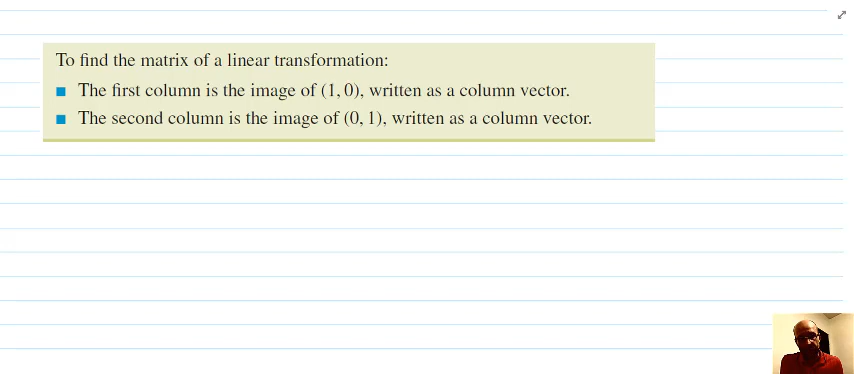 To find the matrix of a linear transformation:
The first column is the image of (1, 0), written as a column vector.
The second column is the image of (0, 1), written as a column vector.